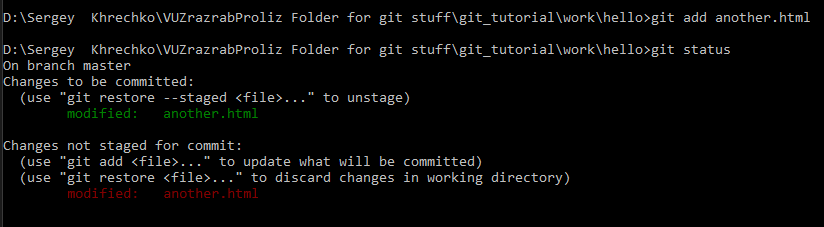 D:\Sergey  Khrechko\VUZrazrabProliz Folder for git stuff\git_tutorial\work\hello>git add another.html
D:\Sergey  Khrechko\VUZrazrabProliz Folder for git stuff\git_tutorial\work\hello>git status
On branch master
Changes to be committed:
  (use "git restore --staged <file>..." to unstage)
        modified:   another.html
Changes not staged for commit:
  (use "git add <file>..." to update what will be committed)
  (use "git restore <file>..." to discard changes in working directory)
        modified:   another.html